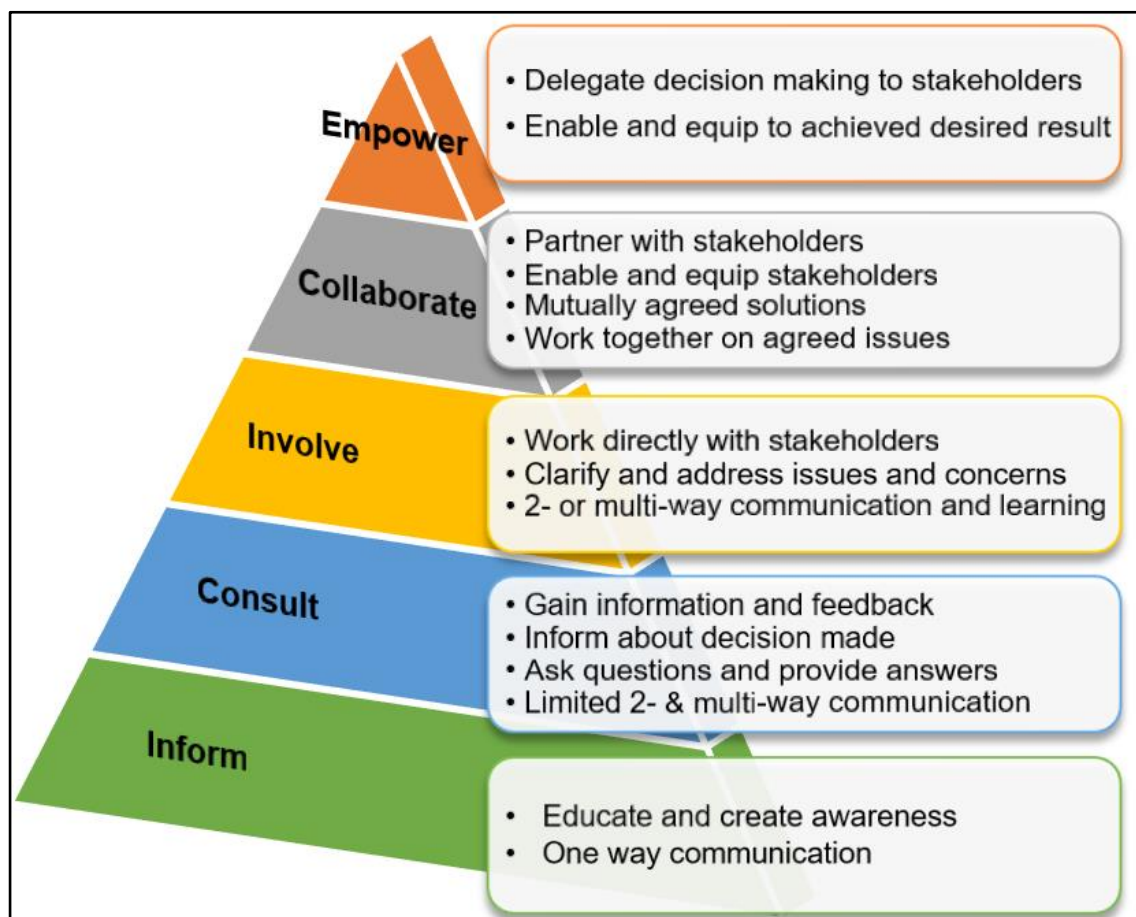 Empower
• Delegate decision making to stakeholders
• Enable and equip to achieved desired result
Collaborate
• Partner with stakeholders
• Enable and equip stakeholders
• Mutually agreed solutions
• Work together on agreed issues
Involve
• Work directly with stakeholders
• Clarify and address issues and concerns
• 2- or multi-way communication and learning
Consult
• Gain information and feedback
• Inform about decision made
• Ask questions and provide answers
• Limited 2- & multi-way communication
Inform
• Educate and create awareness
• One way communication